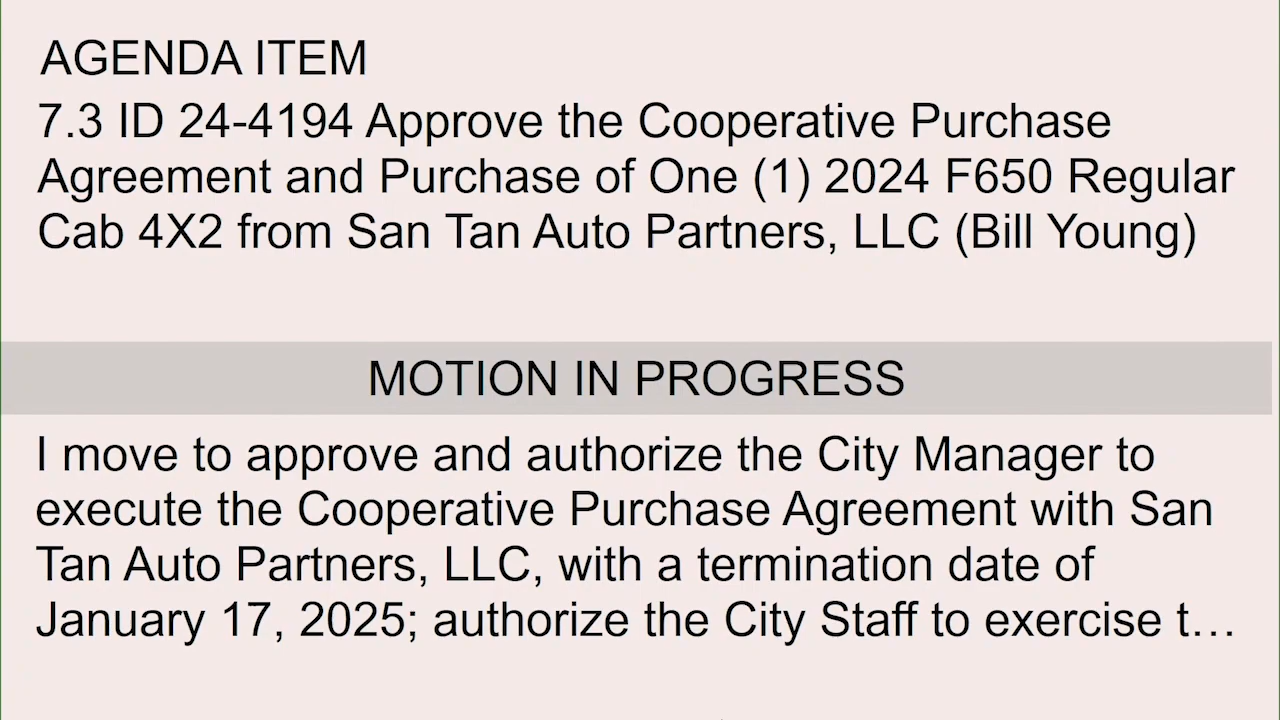 AGENDA ITEM
7.3 ID 24-4194 Approve the Cooperative Purchase
Agreement and Purchase of One (1) 2024 F650 Regular
Cab 4X2 from San Tan Auto Partners, LLC (Bill Young)
MOTION IN PROGRESS
I move to approve and authorize the City Manager to
execute the Cooperative Purchase Agreement with San
Tan Auto Partners, LLC, with a termination date of
January 17, 2025; authorize the City Staff to exercise t…